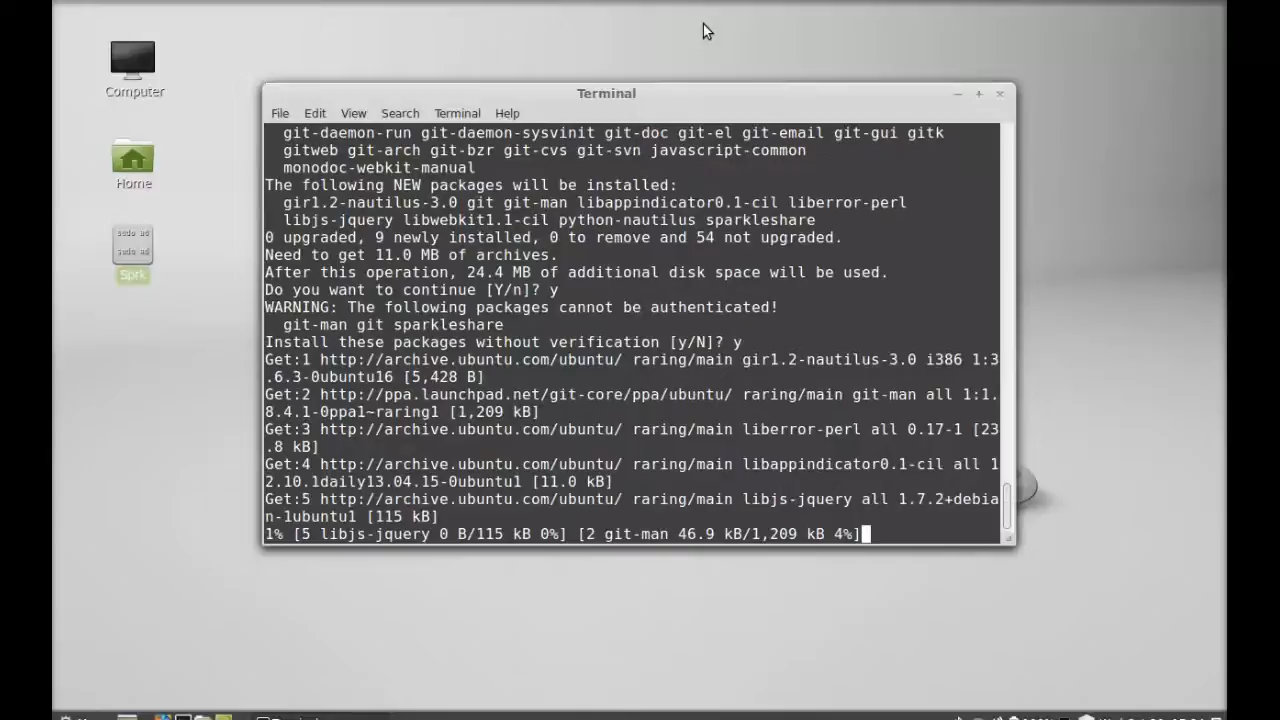 Computer
Home
sudo ad
sudo ad
Sprk
Terminal
File Edit View Search Terminal Help
git-daemon-run git-daemon-sysvinit git-doc git-el git-email git-gui gitk
gitweb git-arch git-bzr git-cvs git-svn javascript-common
monodoc-webkit-manual
The following NEW packages will be installed:
gir1.2-nautilus-3.0 git git-man libappindicator0.1-cil liberror-perl
libjs-jquery libwebkit1.1-cil python-nautilus sparkleshare
0 upgraded, 9 newly installed, 0 to remove and 54 not upgraded.
Need to get 11.0 MB of archives.
After this operation, 24.4 MB of additional disk space will be used.
Do you want to continue [Y/n]? y
WARNING: The following packages cannot be authenticated!
git-man git sparkleshare
Install these packages without verification [y/N]? y
Get:1 http://archive.ubuntu.com/ubuntu/ raring/main gir1.2-nautilus-3.0 i386 1:3
.6.3-0ubuntu16 [5,428 B]
Get:2 http://ppa.launchpad.net/git-core/ppa/ubuntu/ raring/main git-man all 1:1.
8.4.1-0ppa1~raring1 [1,209 kB]
Get:3 http://archive.ubuntu.com/ubuntu/ raring/main liberror-perl all 0.17-1 [23
.8 kB]
Get:4 http://archive.ubuntu.com/ubuntu/ raring/main libappindicator0.1-cil all 1
2.10.1daily13.04.15-0ubuntu1 [11.0 kB]
Get:5 http://archive.ubuntu.com/ubuntu/ raring/main libjs-jquery all 1.7.2+debia
n-1ubuntu1 [115 kB]
1% [5 libjs-jquery 0 B/115 kB 0%] [2 git-man 46.9 kB/1,209 kB 4%]